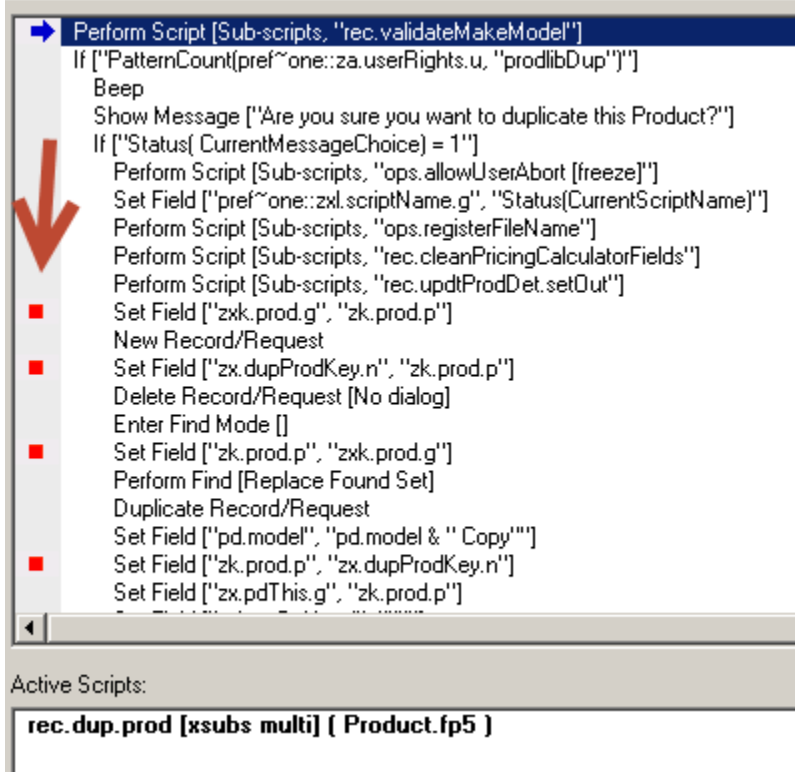 Perform Script [Sub-scripts, "rec.validateMakeModel"]
If ["PatternCount(pref~one::za.userRights.u, "prodlibDup")"]
Beep
Show Message ["Are you sure you want to duplicate this Product?"]
If ["Status( CurrentMessageChoice) = 1"]
Perform Script [Sub-scripts, "ops.allowUserAbort [freeze]"]
Set Field ["pref~one::zxl.scriptName.g", "Status(CurrentScriptName)"]
Perform Script [Sub-scripts, "ops.registerFileName"]
Perform Script [Sub-scripts, "rec.cleanPricingCalculatorFields"]
Perform Script [Sub-scripts, "rec.updtProdDet.setOut"]
Set Field ["zxk.prod.g", "zk.prod.p"]
New Record/Request
Set Field ["zx.dupProdKey.n", "zk.prod.p"]
Delete Record/Request [No dialog]
Enter Find Mode []
Set Field ["zk.prod.p", "zxk.prod.g"]
Perform Find [Replace Found Set]
Duplicate Record/Request
Set Field ["pd.model", "pd.model & " Copy""]
Set Field ["zk.prod.p", "zx.dupProdKey.n"]
Set Field ["zx.pdThis.g", "zk.prod.p"]
Active Scripts:
rec.dup.prod [xsubs multi] ( Product.fp5 )